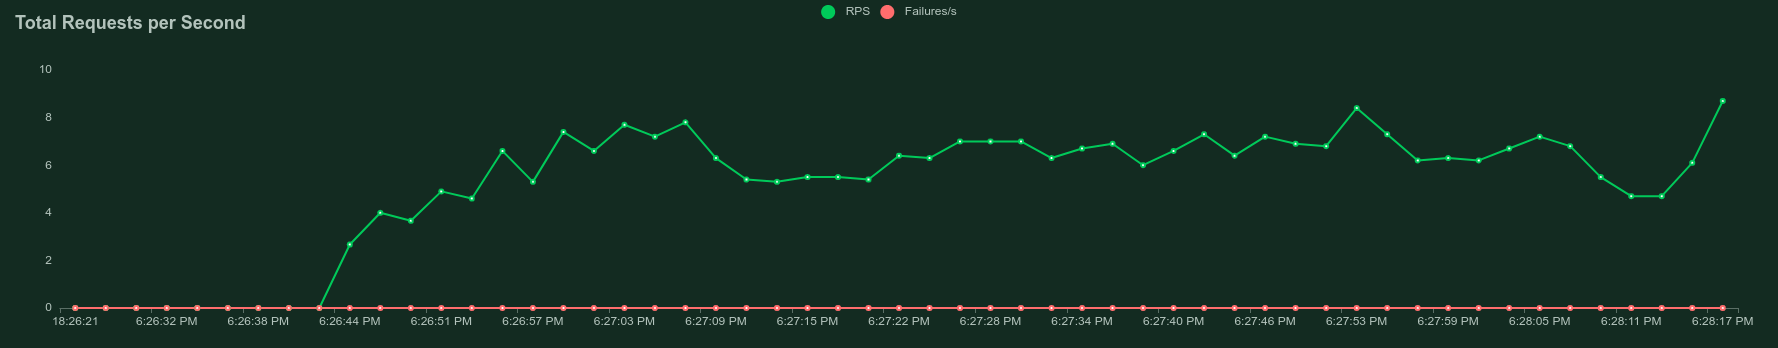 Total Requests per Second
RPS
Failures/s
10
8
6
4
2
0
18:26:21
6:26:32 PM
6:26:38 PM
6:26:44 PM
6:26:51 PM
6:26:57 PM
6:27:03 PM
6:27:09 PM
6:27:15 PM
6:27:22 PM
6:27:28 PM
6:27:34 PM
6:27:40 PM
6:27:46 PM
6:27:53 PM
6:27:59 PM
6:28:05 PM
6:28:11 PM
6:28:17 PM